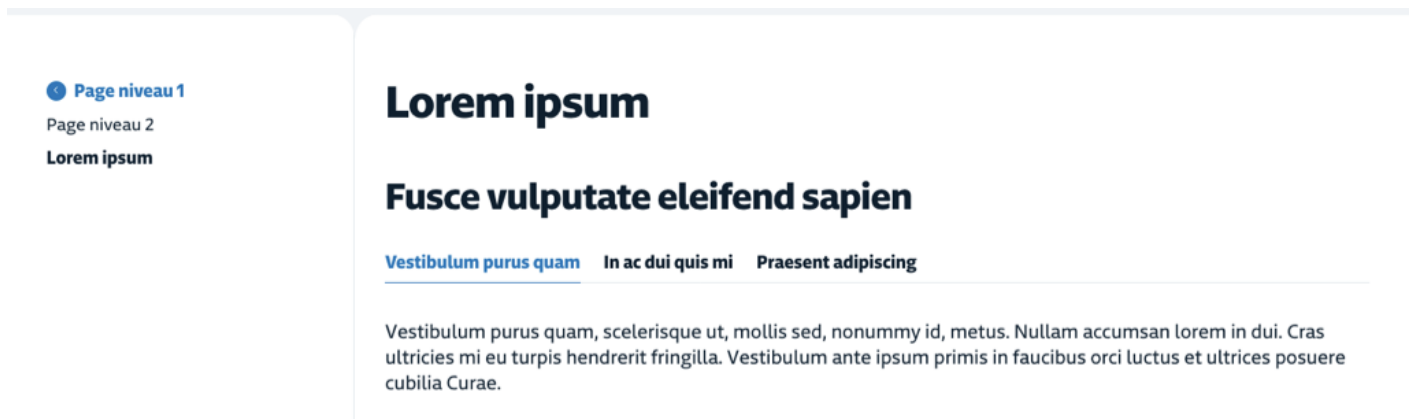 Page niveau 1
Page niveau 2
Lorem ipsum
Lorem ipsum
Fusce vulputate eleifend sapien
Vestibulum purus quam In ac dui quis mi Praesent adipiscing
Vestibulum purus quam, scelerisque ut, mollis sed, nonummy id, metus. Nullam accumsan lorem in dui. Cras
ultricies mi eu turpis hendrerit fringilla. Vestibulum ante ipsum primis in faucibus orci luctus et ultrices posuere
cubilia Curae.